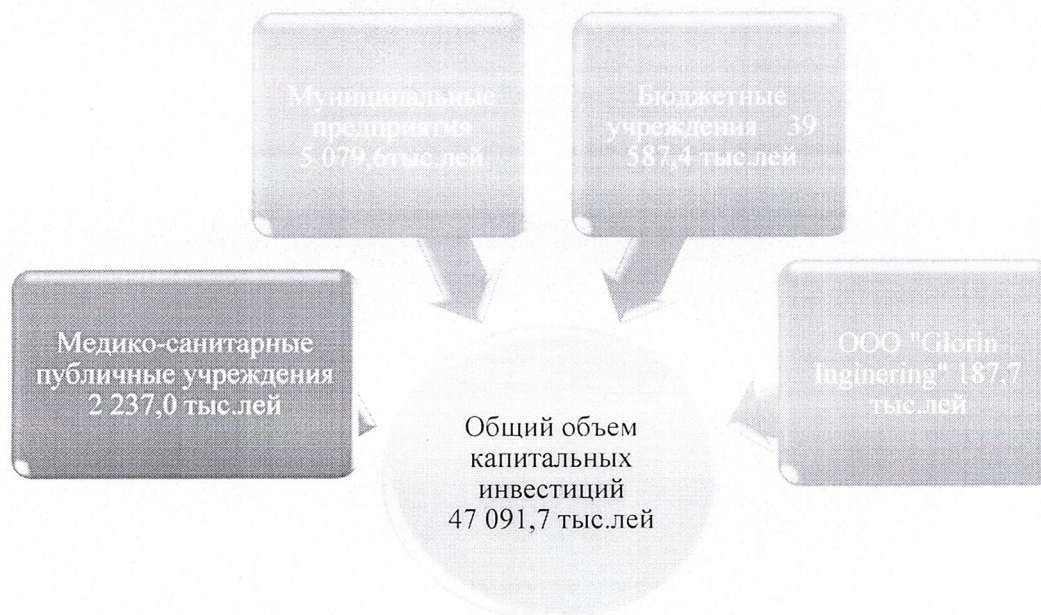 Муниципальные
предприятия
5 079,6тыс.лей
Бюджетные
учреждения 39
587,4 тыс.лей
Медико-санитарные
публичные учреждения
2 237,0 тыс.лей
ООО "Glorin
Inginering" 187,7
тыс.лей
Общий объем
капитальных
инвестиций
47 091,7 тыс.лей